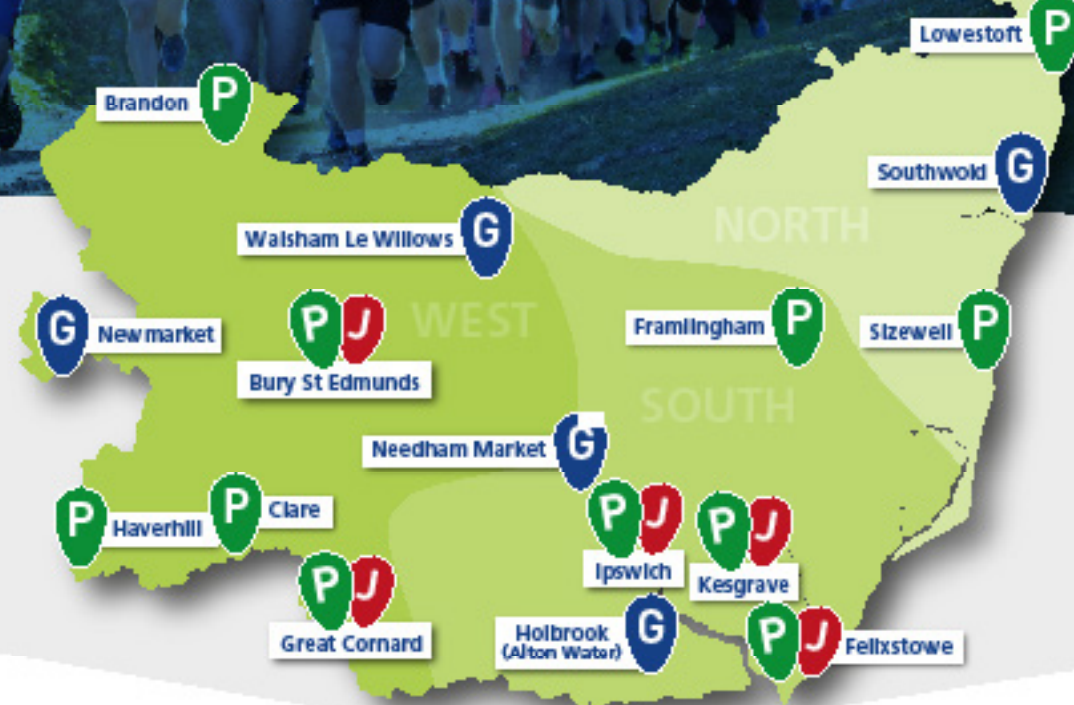 Lowestoft P
Brandon P
Southwold G
NORTH
Walsham Le Willows G
WEST
G Newmarket
P J
Bury St Edmunds
Framlingham P
Sizewell P
SOUTH
Needham Market G
P Haverhill
P Clare
P J
Ipswich
P J
Kesgrave
P J
Great Cornard
Holbrook
(Alton Water) G
P J Felixstowe